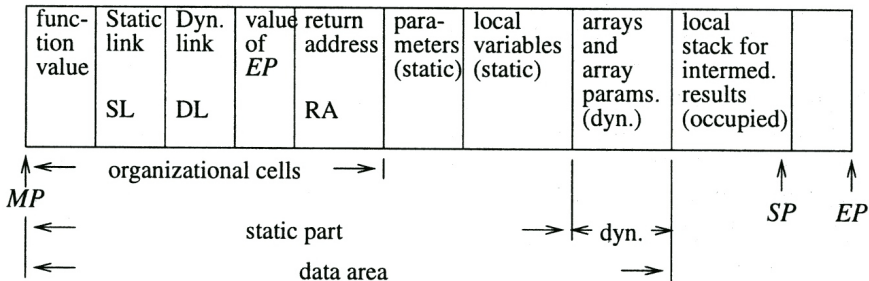 func-
tion
value
Static
link
SL
Dyn.
link
DL
value
of
EP
return
address
RA
para-
meters
(static)
local
variables
(static)
arrays
and
array
params.
(dyn.)
local
stack for
intermed.
results
(occupied)
organizational cells
MP
SP
EP
static part
dyn.
data area